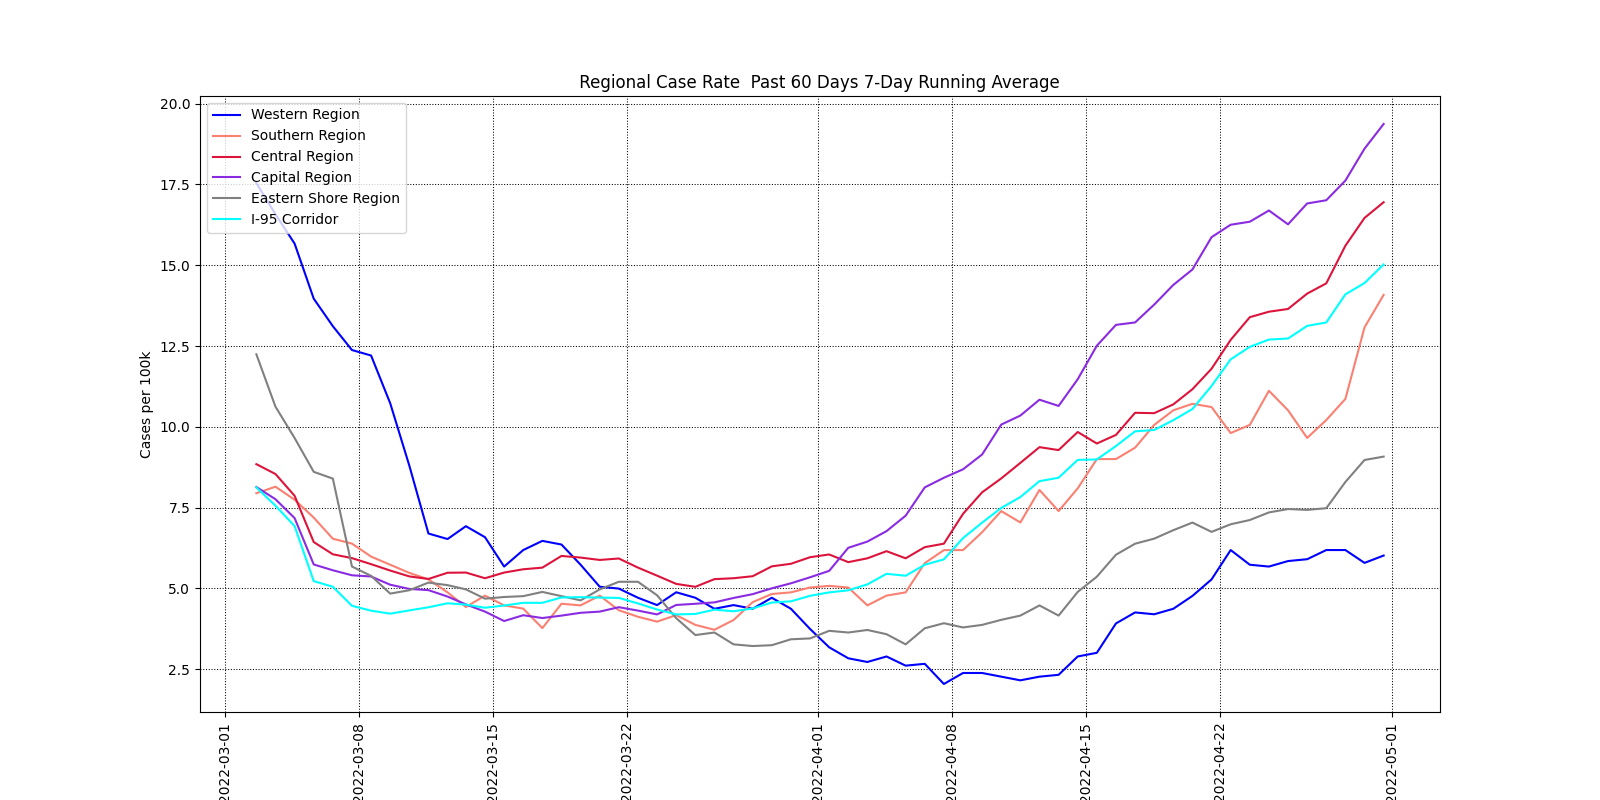 Regional Case Rate  Past 60 Days 7-Day Running Average
20.0
17.5
15.0
12.5
10.0
7.5
5.0
2.5
Cases per 100k
Western Region
Southern Region
Central Region
Capital Region
Eastern Shore Region
I-95 Corridor
2022-03-01
2022-03-08
2022-03-15
2022-03-22
2022-04-01
2022-04-08
2022-04-15
2022-04-22
2022-05-01